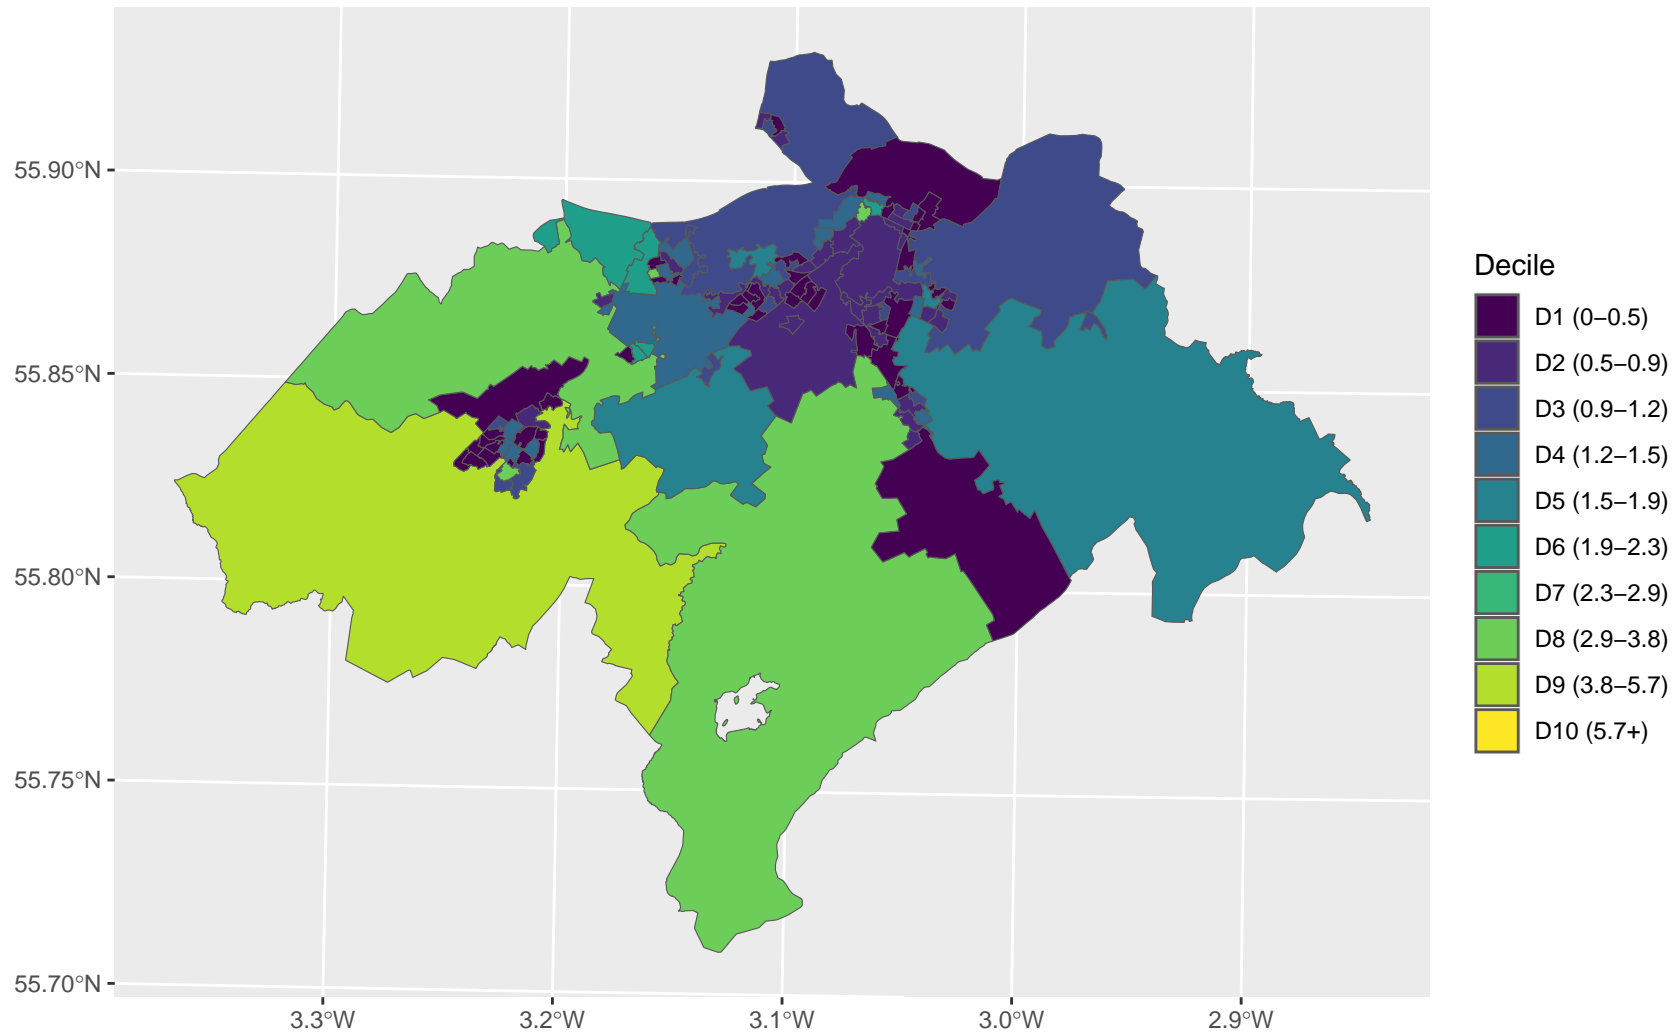 55.90°N
55.85°N
55.80°N
55.75°N
55.70°N
3.3°W
3.2°W
3.1°W
3.0°W
2.9°W
Decile
D1 (0–0.5)
D2 (0.5–0.9)
D3 (0.9–1.2)
D4 (1.2–1.5)
D5 (1.5–1.9)
D6 (1.9–2.3)
D7 (2.3–2.9)
D8 (2.9–3.8)
D9 (3.8–5.7)
D10 (5.7+)